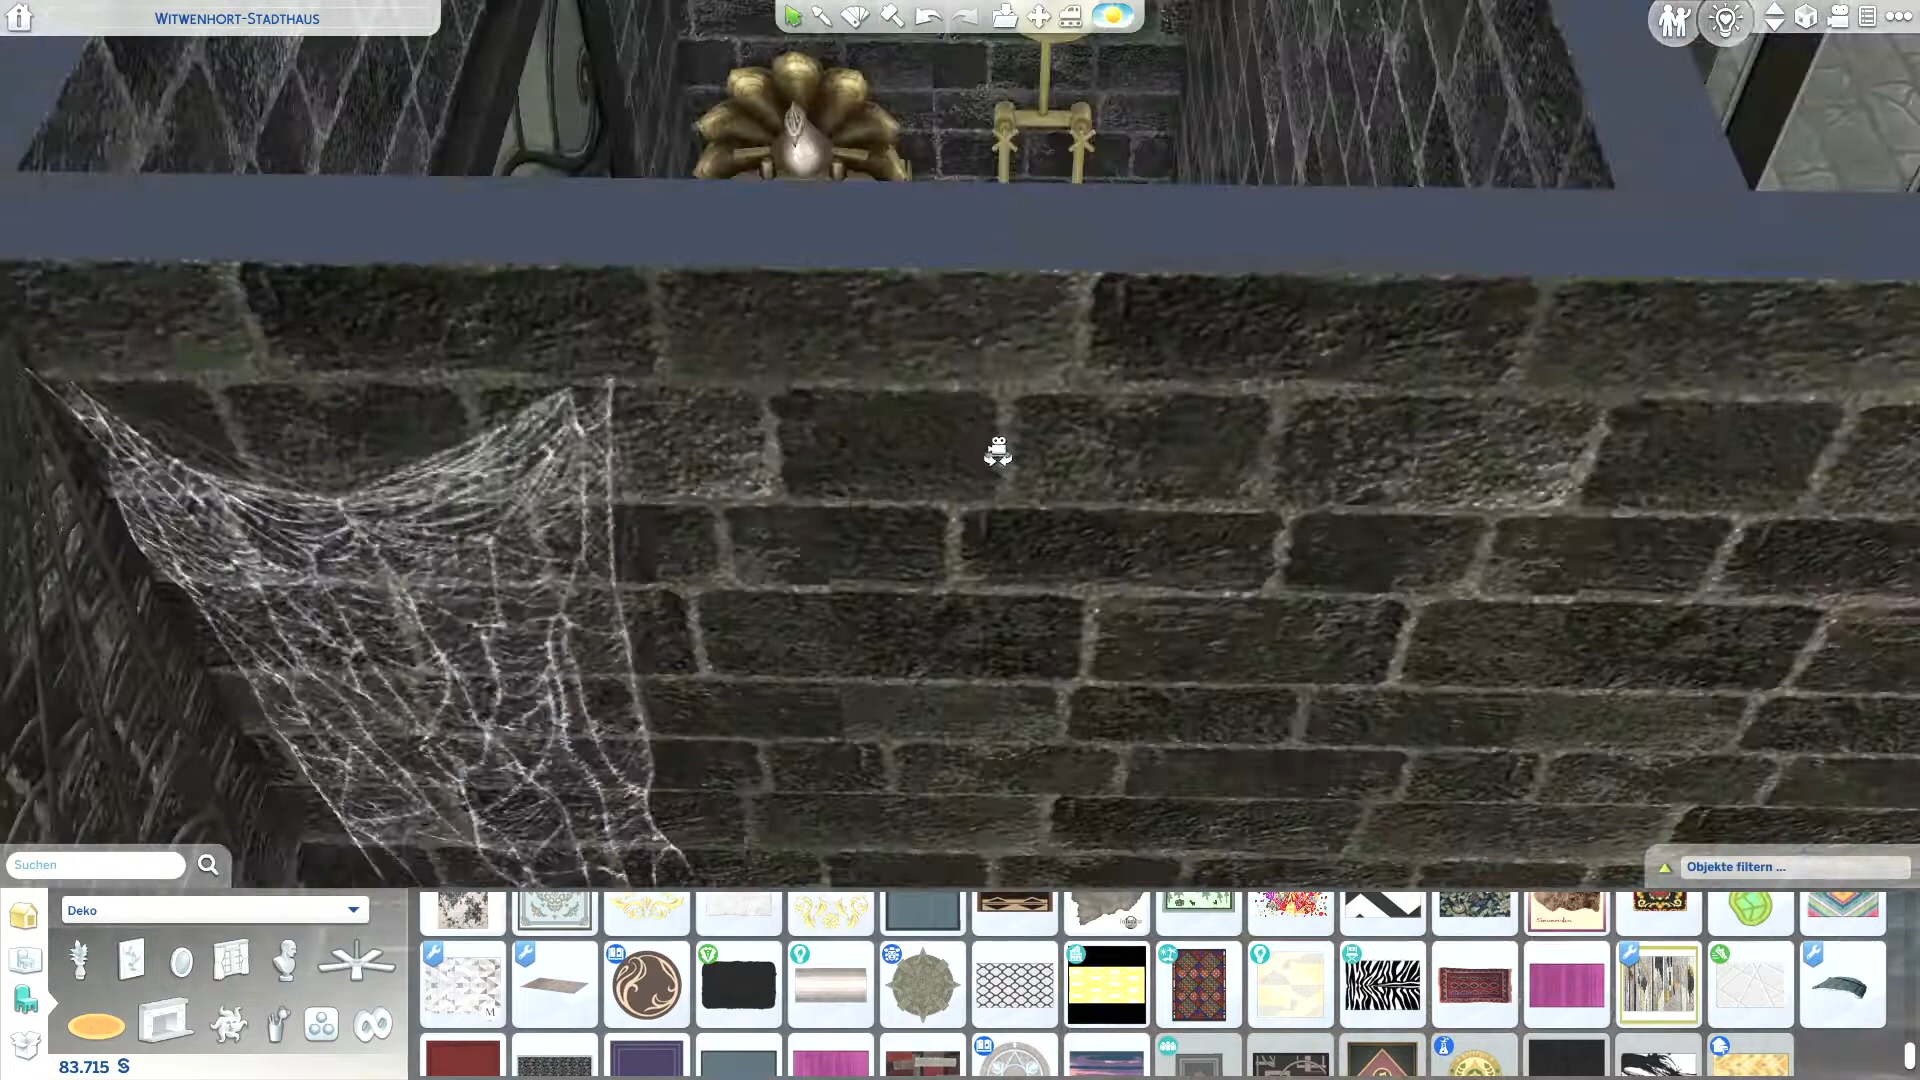 Witwenhort-Stadthaus
Suchen
Objekte filtern ...
Deko
M
83.715 S